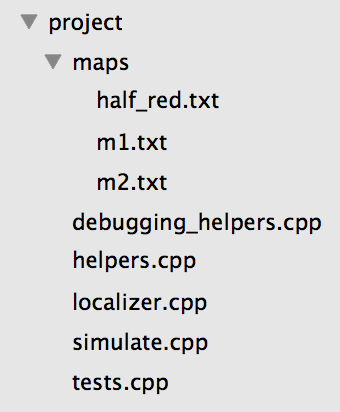 project
maps
half_red.txt
m1.txt
m2.txt
debugging_helpers.cpp
helpers.cpp
localizer.cpp
simulate.cpp
tests.cpp